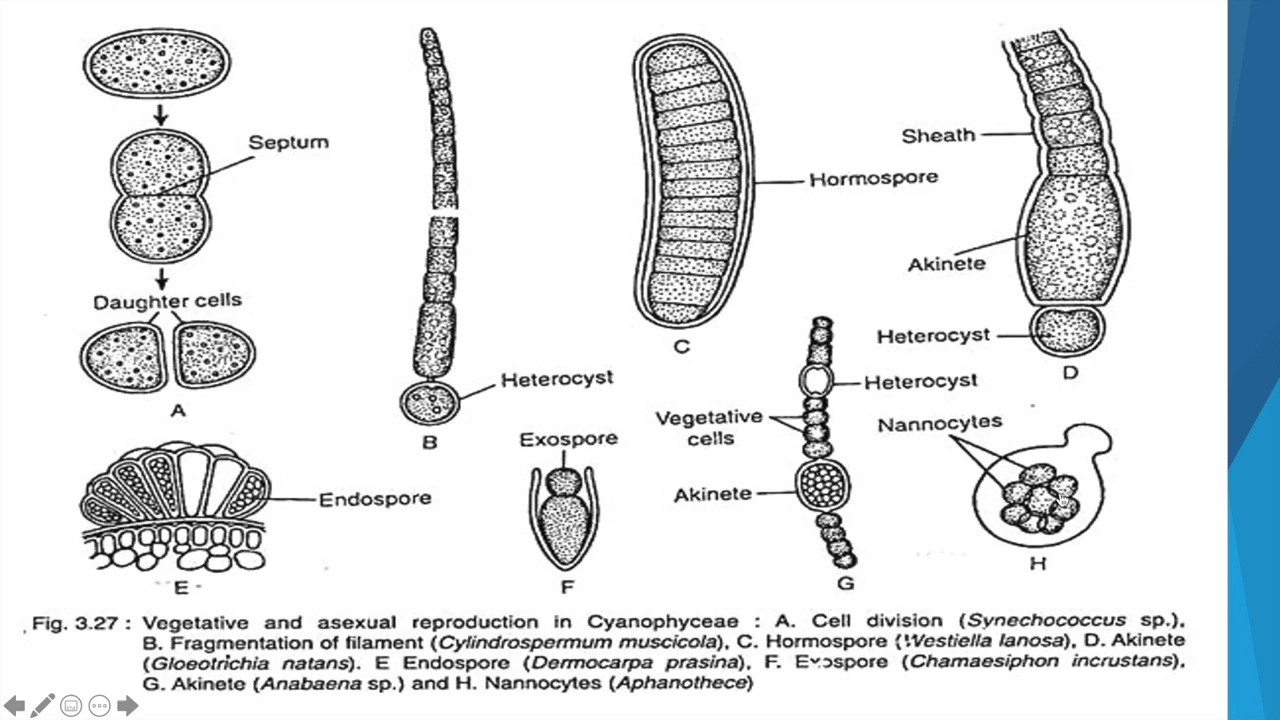 Septum
Daughter cells
A
Heterocyst
B
Hormospore
C
Sheath
Akinete
Heterocyst
D
Endospore
E
Exospore
F
Heterocyst
Vegetative
cells
Akinete
G
Nannocytes
H
Fig. 3.27 : Vegetative and asexual reproduction in Cyanophyceae : A. Cell division (Synechococcus sp.),
B. Fragmentation of filament (Cylindrospermum muscicola), C. Hormospore (Westiella lanosa), D. Akinete
(Gloeotrichia natans). E Endospore (Dermocarpa prasina), F. Exospore (Chamaesiphon incrustans),
G. Akinete (Anabaena sp.) and H. Nannocytes (Aphanothece)